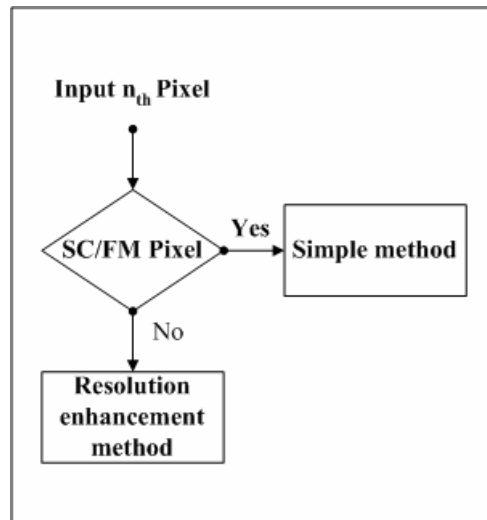 Input nth Pixel
SC/FM Pixel
Yes
Simple method
No
Resolution
enhancement
method